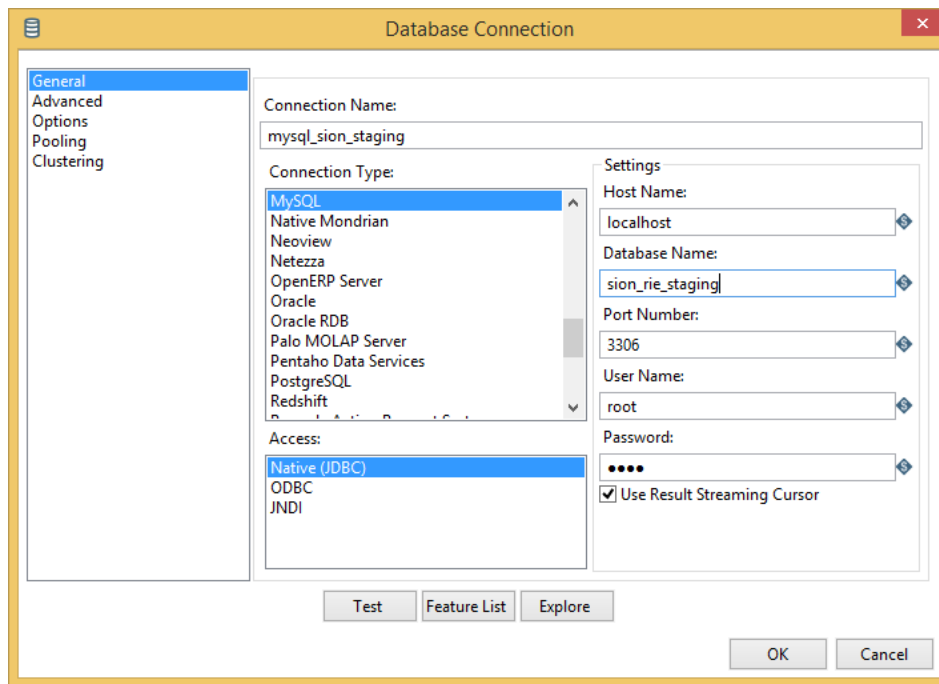 Database Connection
General
Advanced
Options
Pooling
Clustering
Connection Name:
mysql_sion_staging
Connection Type:
MySQL
Native Mondrian
Neoview
Netezza
OpenERP Server
Oracle
Oracle RDB
Palo MOLAP Server
Pentaho Data Services
PostgreSQL
Redshift
Access:
Native (JDBC)
ODBC
JNDI
Settings
Host Name:
localhost
Database Name:
sion_rie_staging
Port Number:
3306
User Name:
root
Password:
●●●●
Use Result Streaming Cursor
Test
Feature List
Explore
OK
Cancel